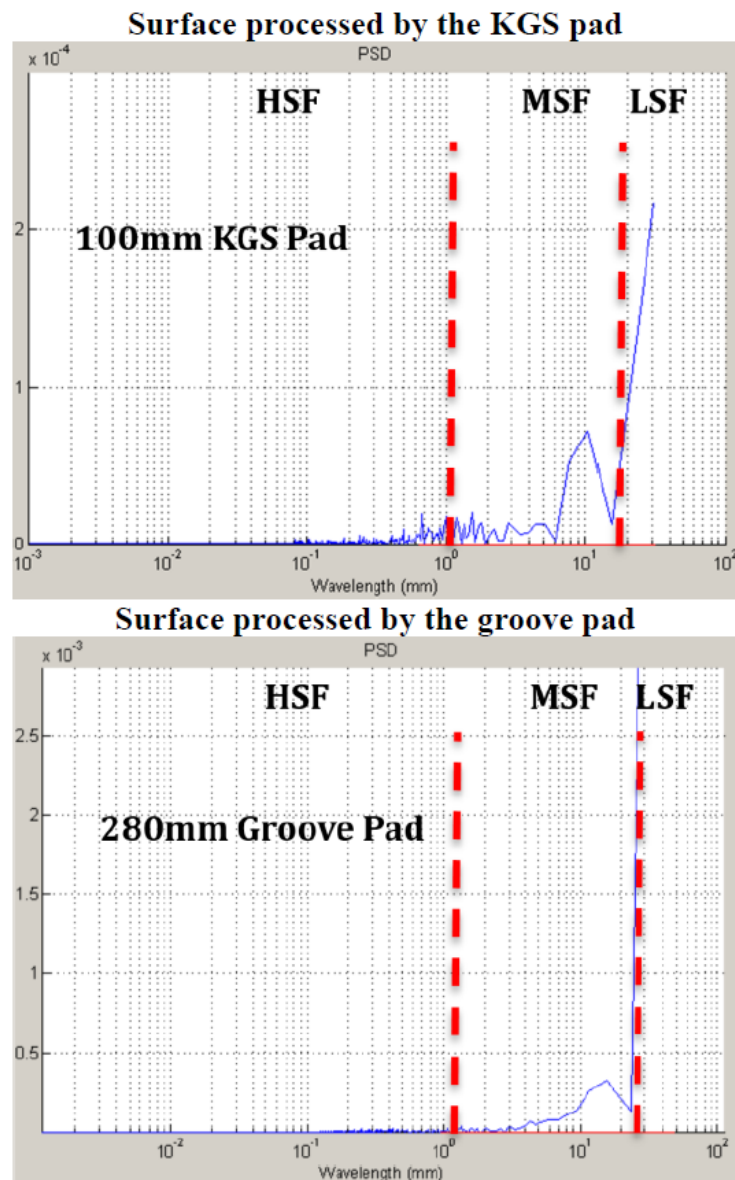 Surface processed by the KGS pad
x 10⁻⁴
PSD
HSF MSF LSF
2
100mm KGS Pad
1
0
10⁻³ 10⁻² 10⁻¹ 10⁰ 10¹ 10²
Wavelength (mm)
Surface processed by the groove pad
x 10⁻³
PSD
HSF MSF LSF
2.5
280mm Groove Pad
2
1.5
1
0.5
10⁻² 10⁻¹ 10⁰ 10¹ 10²
Wavelength (mm)